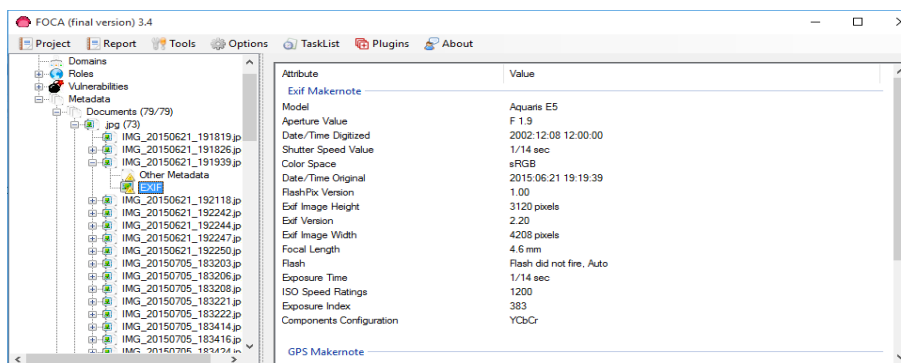 FOCA (final version) 3.4
Project Report Tools Options TaskList Plugins About
Domains
Roles
Vulnerabilities
Metadata
Documents (79/79)
.jpg (73)
IMG_20150621_191819.jp
IMG_20150621_191826.jp
IMG_20150621_191939.jp
Other Metadata
EXIF
IMG_20150621_192118.jp
IMG_20150621_192242.jp
IMG_20150621_192244.jp
IMG_20150621_192247.jp
IMG_20150621_192250.jp
IMG_20150705_183203.jp
IMG_20150705_183206.jp
IMG_20150705_183208.jp
IMG_20150705_183221.jp
IMG_20150705_183222.jp
IMG_20150705_183414.jp
IMG_20150705_183416.jp
IMG_20150705_183424.jp
Attribute Value
Exif Makernote
Model Aquaris E5
Aperture Value F 1.9
Date/Time Digitized 2002:12:08 12:00:00
Shutter Speed Value 1/14 sec
Color Space sRGB
Date/Time Original 2015:06:21 19:19:39
FlashPix Version 1.00
Exif Image Height 3120 pixels
Exif Version 2.20
Exif Image Width 4208 pixels
Focal Length 4.6 mm
Flash Flash did not fire, Auto
Exposure Time 1/14 sec
ISO Speed Ratings 1200
Exposure Index 383
Components Configuration YCbCr
GPS Makernote